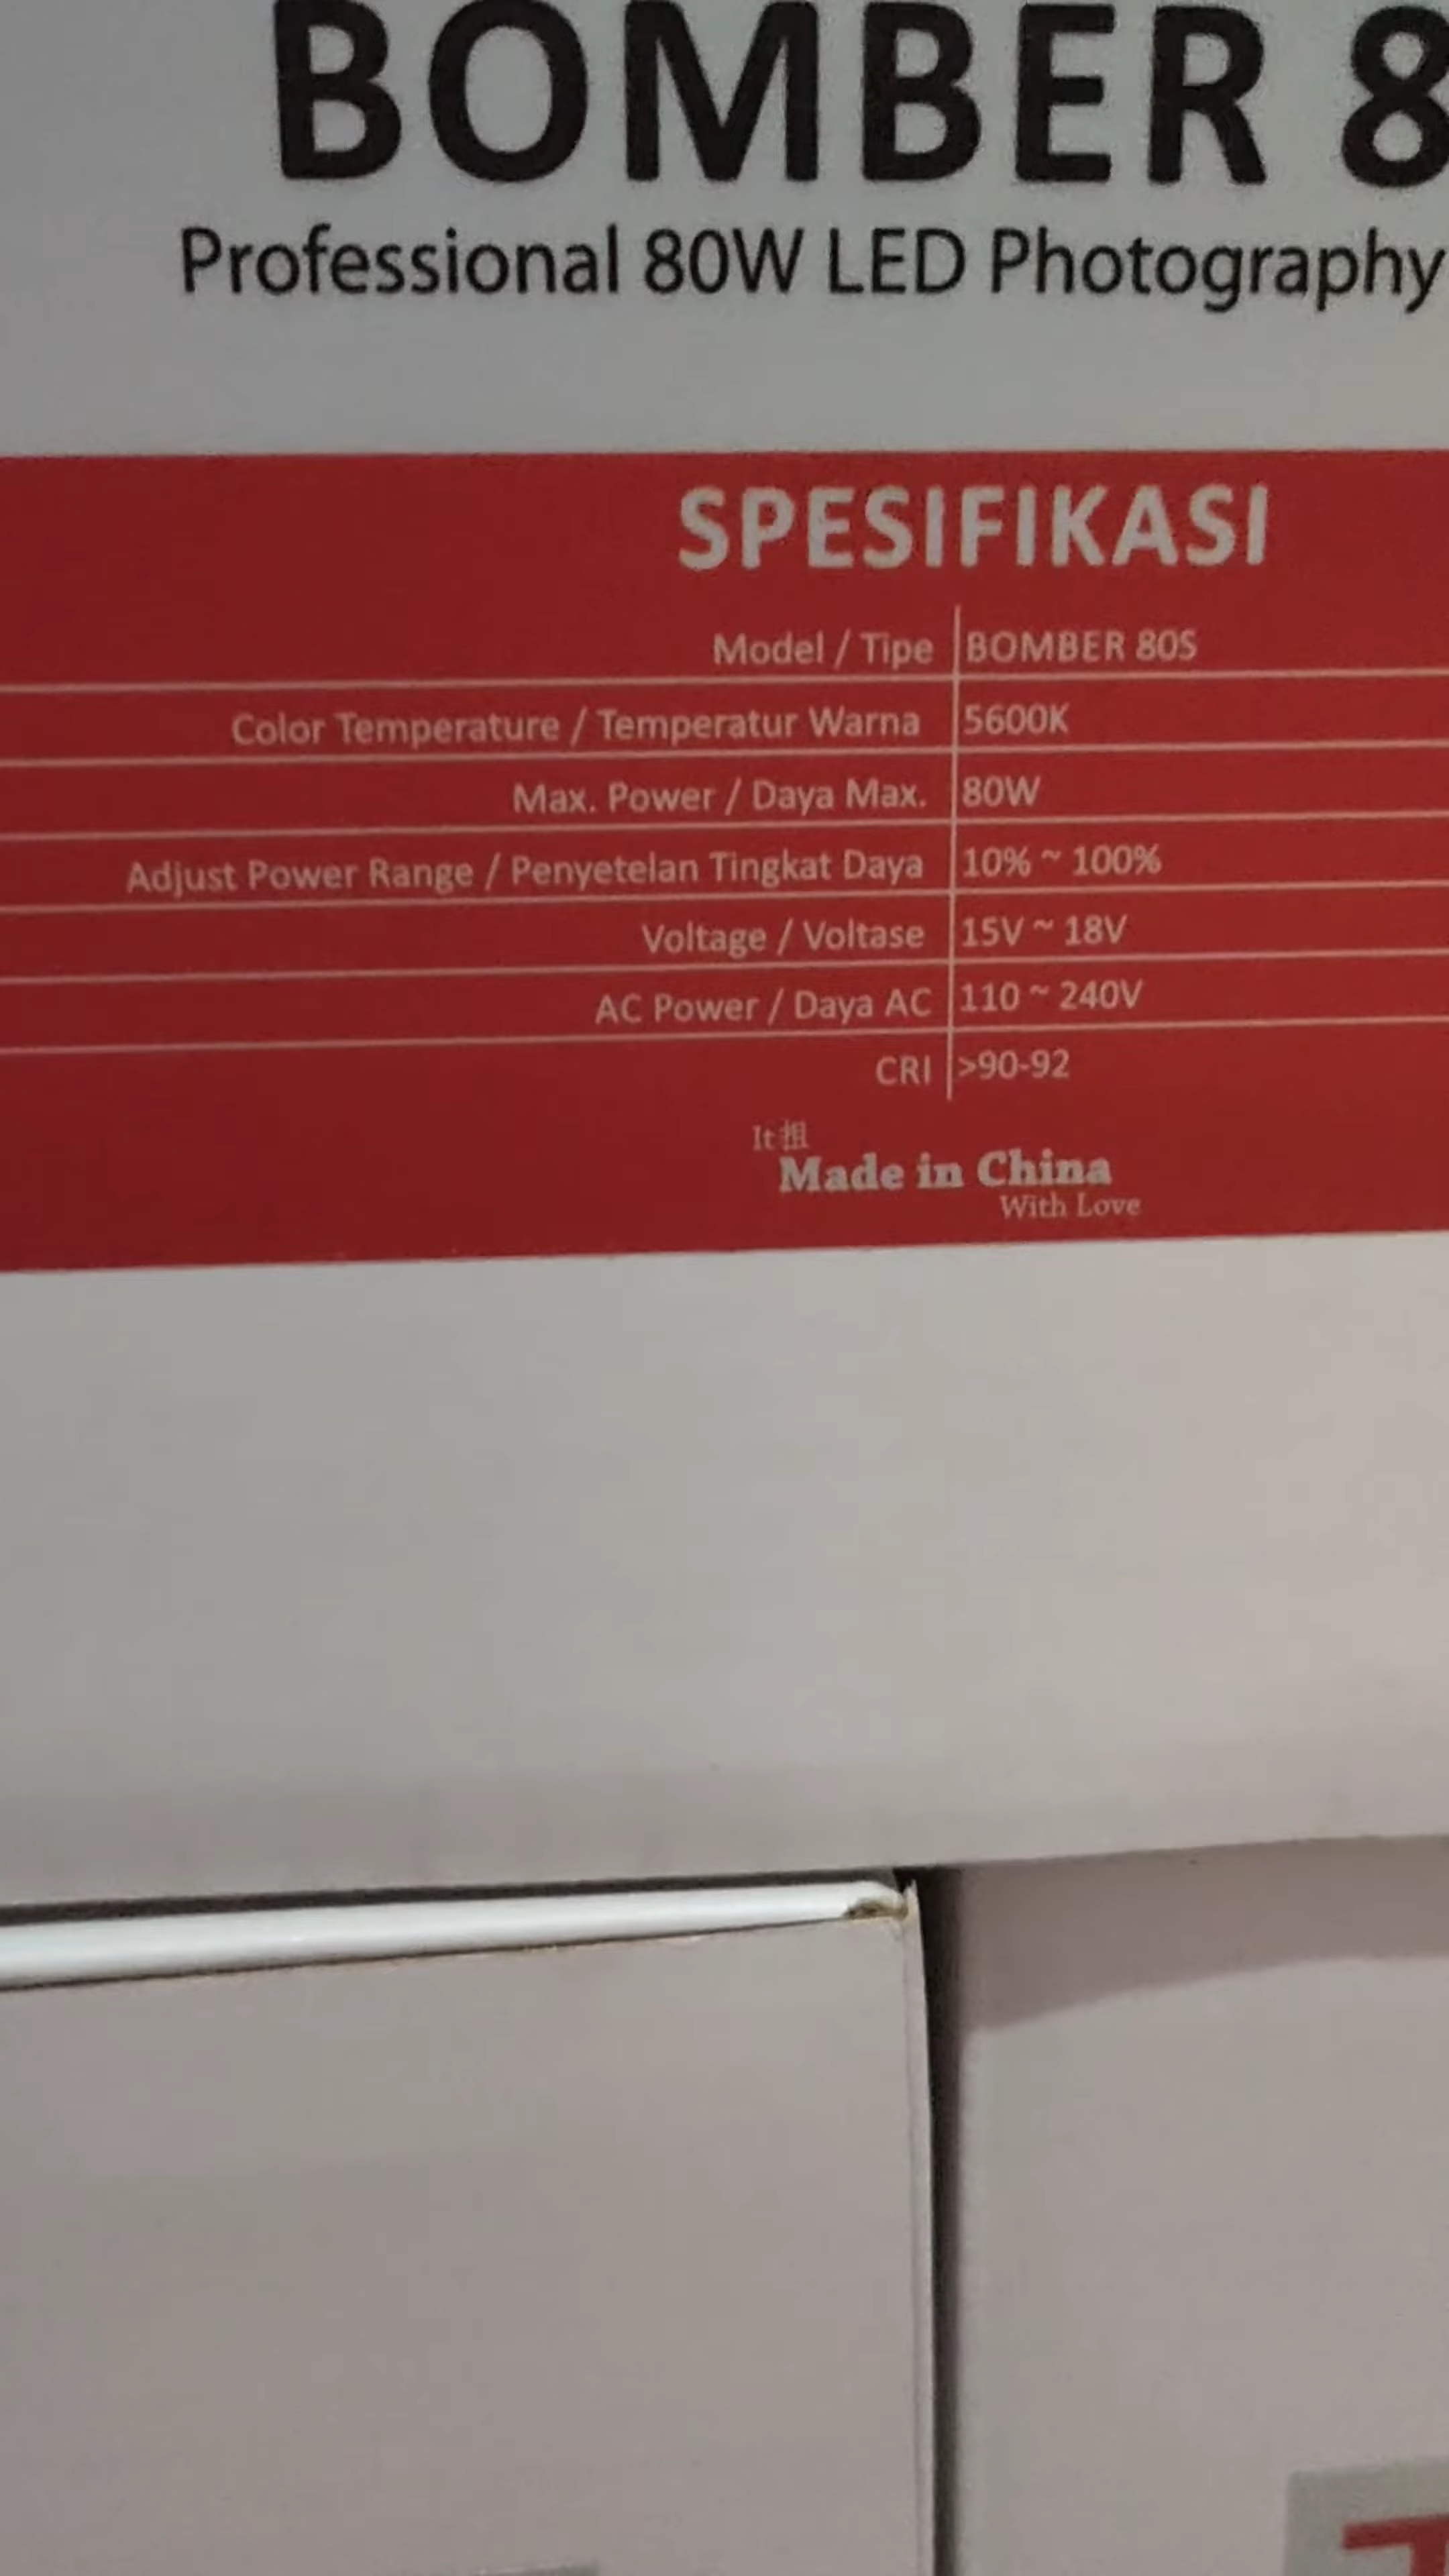 BOMBER 8
Professional 80W LED Photography
SPESIFIKASI
Model / Tipe BOMBER 80S
Color Temperature / Temperatur Warna 5600K
Max. Power / Daya Max. 80W
Adjust Power Range / Penyetelan Tingkat Daya 10% ~ 100%
Voltage / Voltase 15V ~ 18V
AC Power / Daya AC 110 ~ 240V
CRI >90-92
It
Made in China
With Love